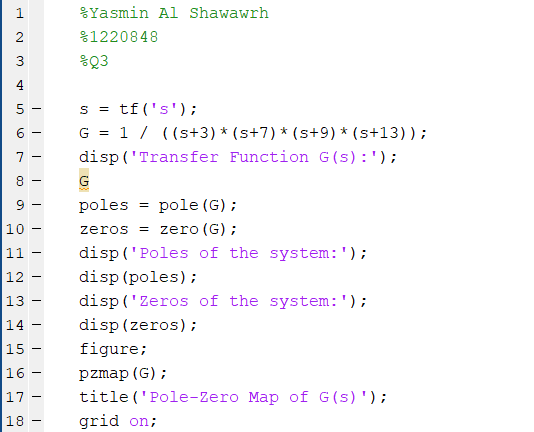 1 %Yasmin Al Shawawrh
2 %1220848
3 %Q3
4
5 – s = tf('s');
6 – G = 1 / ((s+3)*(s+7)*(s+9)*(s+13));
7 – disp('Transfer Function G(s):');
8 – G
9 – poles = pole(G);
10 – zeros = zero(G);
11 – disp('Poles of the system:');
12 – disp(poles);
13 – disp('Zeros of the system:');
14 – disp(zeros);
15 – figure;
16 – pzmap(G);
17 – title('Pole-Zero Map of G(s)');
18 – grid on;